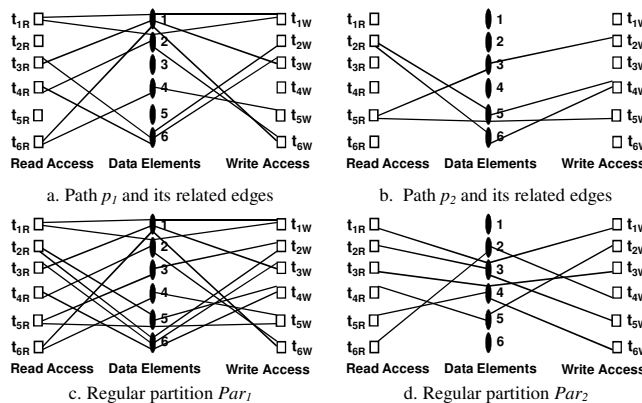 t1R 1 t1W
t2R 2 t2W
t3R 3 t3W
t4R 4 t4W
t5R 5 t5W
t6R 6 t6W
Read Access Data Elements Write Access
a. Path p1 and its related edges
t1R 1 t1W
t2R 2 t2W
t3R 3 t3W
t4R 4 t4W
t5R 5 t5W
t6R 6 t6W
Read Access Data Elements Write Access
b. Path p2 and its related edges
t1R 1 t1W
t2R 2 t2W
t3R 3 t3W
t4R 4 t4W
t5R 5 t5W
t6R 6 t6W
Read Access Data Elements Write Access
c. Regular partition Par1
t1R 1 t1W
t2R 2 t2W
t3R 3 t3W
t4R 4 t4W
t5R 5 t5W
t6R 6 t6W
Read Access Data Elements Write Access
d. Regular partition Par2